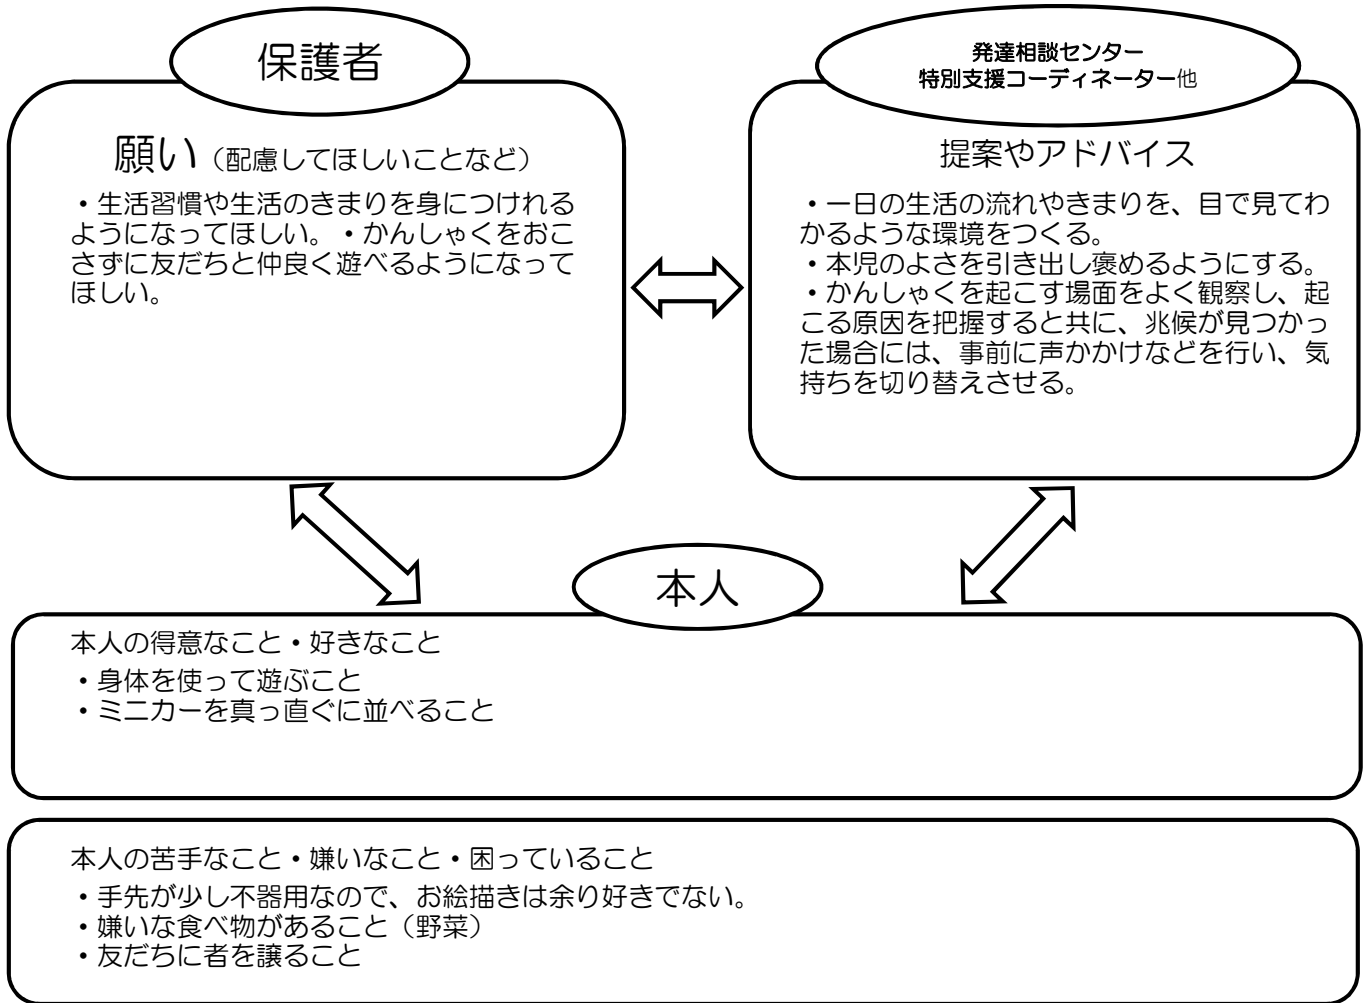 保護者
願い（配慮してほしいことなど）
・生活習慣や生活のきまりを身につけれる
ようになってほしい。・かんしゃくをおこ
さずに友だちと仲良く遊べるようになって
ほしい。
発達相談センター
特別支援コーディネーター他
提案やアドバイス
・一日の生活の流れやきまりを、目で見てわ
かるような環境をつくる。
・本児のよさを引き出し褒めるようにする。
・かんしゃくを起こす場面をよく観察し、起
こる原因を把握すると共に、兆候が見つかっ
た場合には、事前に声かかけなどを行い、気
持ちを切り替えさせる。
本人
本人の得意なこと・好きなこと
・身体を使って遊ぶこと
・ミニカーを真っ直ぐに並べること
本人の苦手なこと・嫌いなこと・困っていること
・手先が少し不器用なので、お絵描きは余り好きでない。
・嫌いな食べ物があること（野菜）
・友だちに者を譲ること